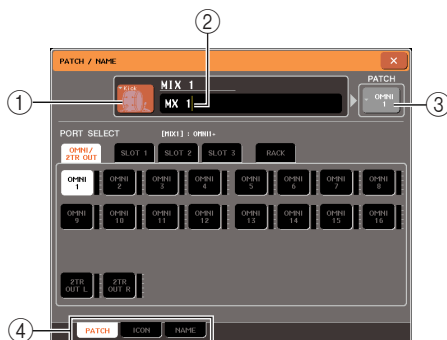 ②
PATCH / NAME
×
PATCH
Kick
MIX 1
MX 1
OMNI 1
①
③
PORT SELECT
[MIX1] : OMNI1-
OMNI/ 2TR OUT
SLOT 1
SLOT 2
SLOT 3
RACK
OMNI 1
OMNI 2
OMNI 3
OMNI 4
OMNI 5
OMNI 6
OMNI 7
OMNI 8
OMNI 9
OMNI 10
OMNI 11
OMNI 12
OMNI 13
OMNI 14
OMNI 15
OMNI 16
2TR OUT L
2TR OUT R
④
PATCH
ICON
NAME